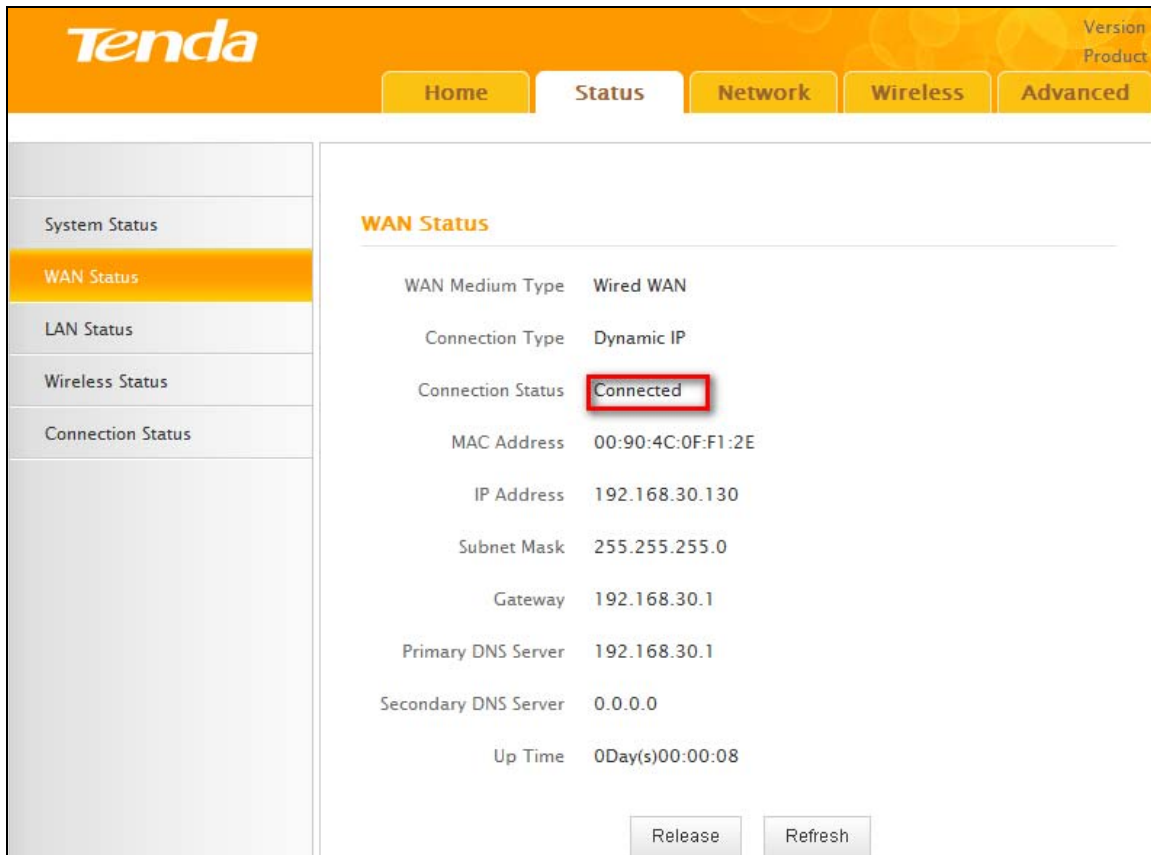 Tenda
Version
Product
Home Status Network Wireless Advanced
System Status
WAN Status
LAN Status
Wireless Status
Connection Status
WAN Status
WAN Medium Type Wired WAN
Connection Type Dynamic IP
Connection Status Connected
MAC Address 00:90:4C:0F:F1:2E
IP Address 192.168.30.130
Subnet Mask 255.255.255.0
Gateway 192.168.30.1
Primary DNS Server 192.168.30.1
Secondary DNS Server 0.0.0.0
Up Time 0Day(s)00:00:08
Release Refresh